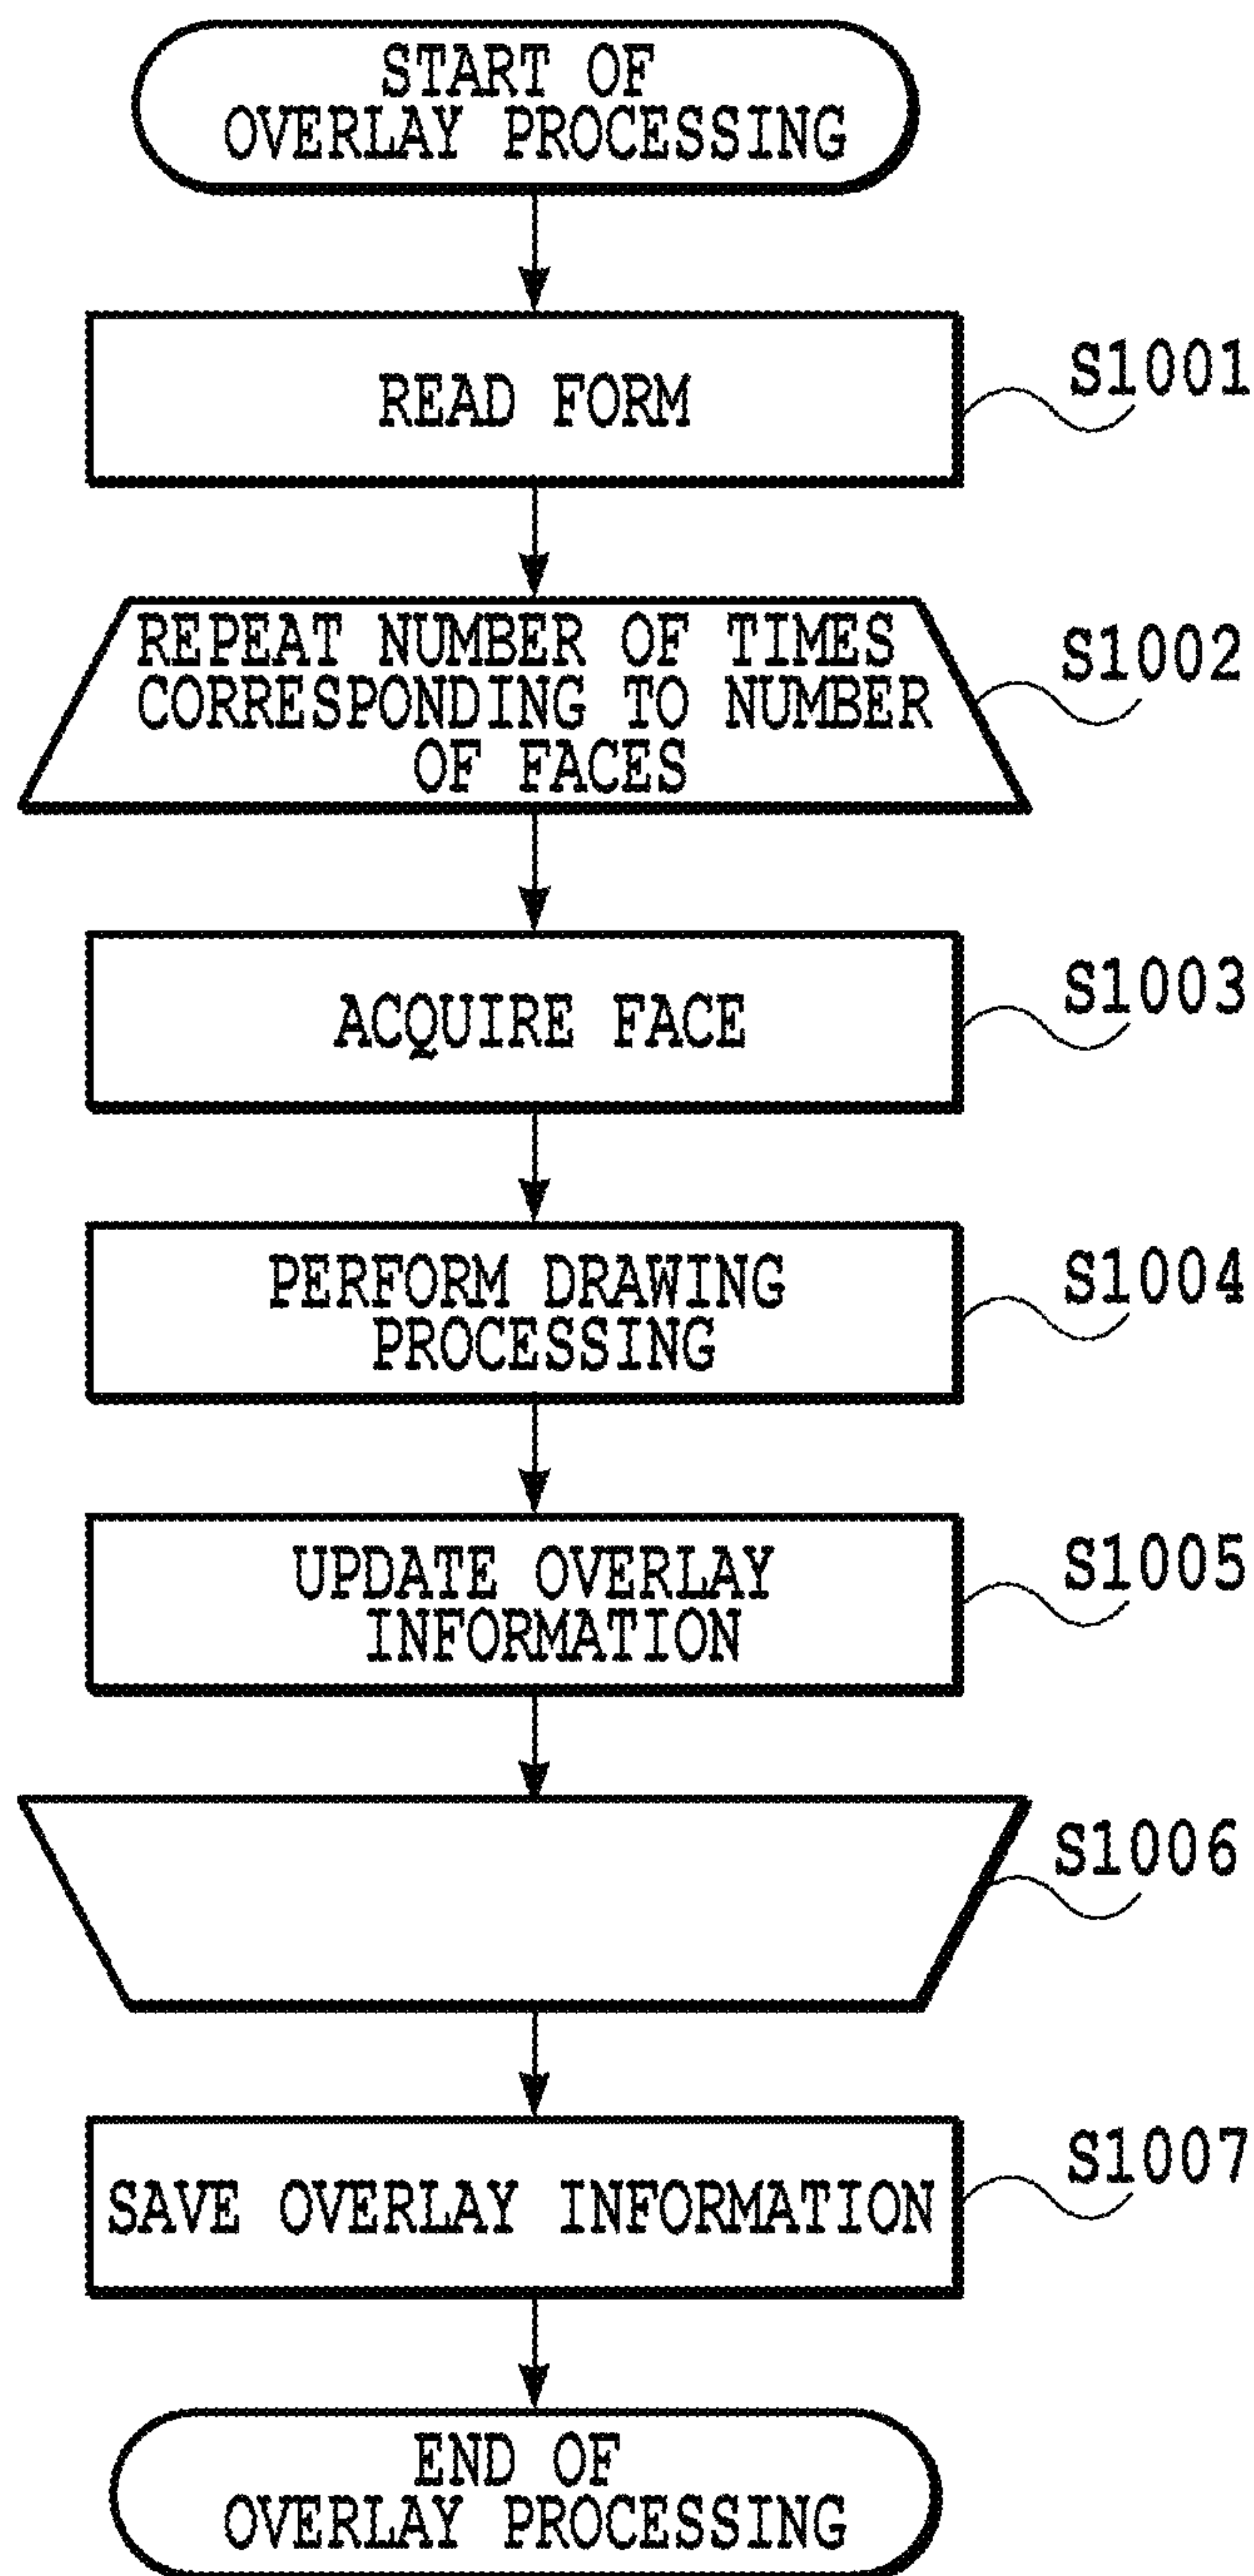 START OF
OVERLAY PROCESSING
READ FORM
S1001
REPEAT NUMBER OF TIMES
CORRESPONDING TO NUMBER
OF FACES
S1002
ACQUIRE FACE
S1003
PERFORM DRAWING
PROCESSING
S1004
UPDATE OVERLAY
INFORMATION
S1005
S1006
SAVE OVERLAY INFORMATION
S1007
END OF
OVERLAY PROCESSING